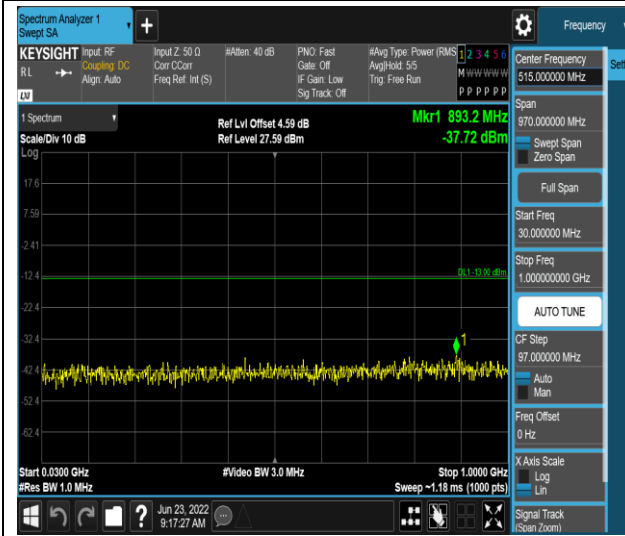 Spectrum Analyzer 1
Swept SA
Frequency
KEYSIGHT
RL
LXI
Input: RF
Coupling: DC
Align: Auto
Input Z: 50 Ω
Corr CCorr
Freq Ref: Int (S)
#Atten: 40 dB
PNO: Fast
Gate: Off
IF Gain: Low
Sig Track: Off
#Avg Type: Power (RMS
Avg|Hold: 5/5
Trig: Free Run
1 2 3 4 5 6
M W W W W W
P P P P P P
1 Spectrum
Scale/Div 10 dB
Log
Ref Lvl Offset 4.59 dB
Ref Level 27.59 dBm
Mkr1 893.2 MHz
-37.72 dBm
17.6
7.59
-2.41
-12.4
DL1 -13.00 dBm
-22.4
-32.4
1
-42.4
-52.4
-62.4
Start 0.0300 GHz
#Res BW 1.0 MHz
#Video BW 3.0 MHz
Stop 1.0000 GHz
Sweep ~1.18 ms (1000 pts)
Center Frequency
515.000000 MHz
Sett
Span
970.000000 MHz
Swept Span
Zero Span
Full Span
Start Freq
30.000000 MHz
Stop Freq
1.000000000 GHz
AUTO TUNE
CF Step
97.000000 MHz
Auto
Man
Freq Offset
0 Hz
X Axis Scale
Log
Lin
Signal Track
(Span Zoom)
?
Jun 23, 2022
9:17:27 AM